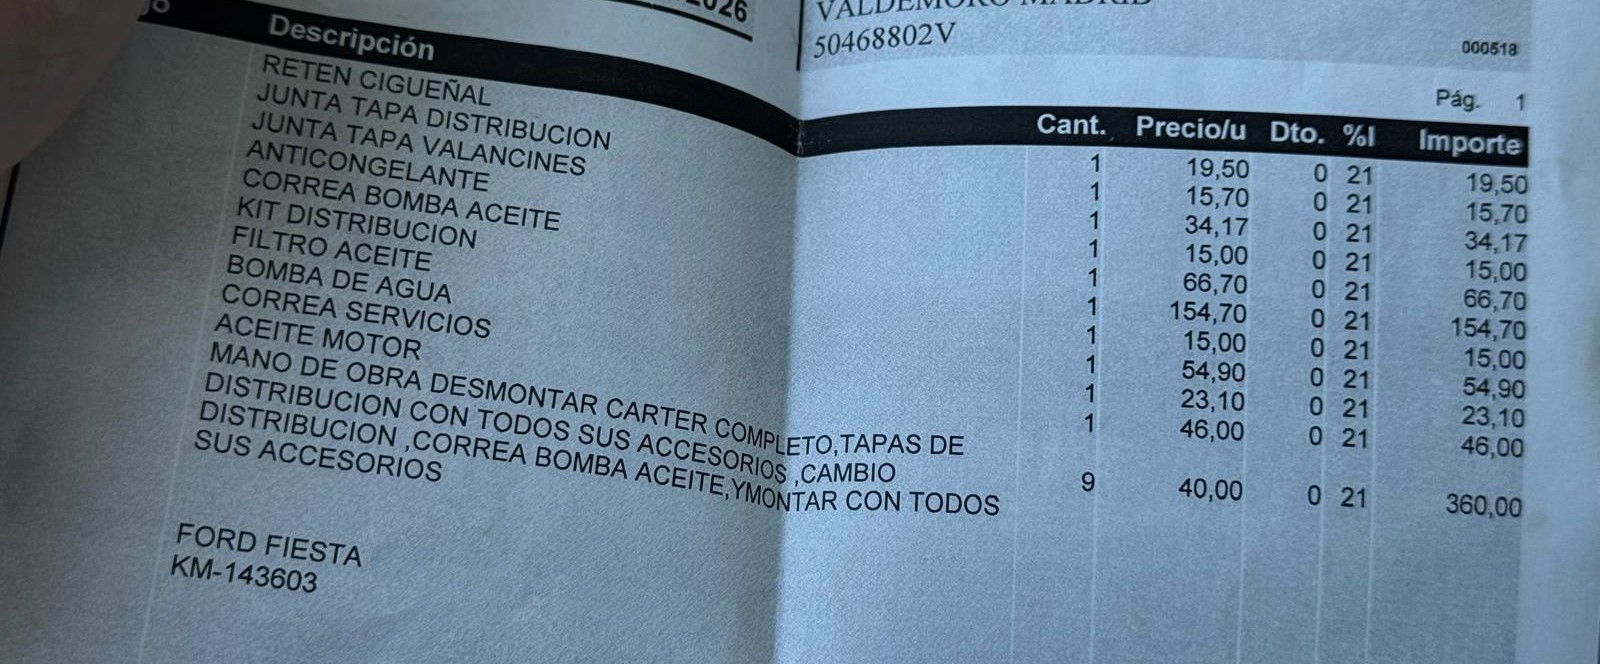 2026
VALDEMORO MADRID
50468802V
000518
Pág. 1
Descripción Cant. Precio/u Dto. %I Importe
RETEN CIGUEÑAL 1 19,50 0 21 19,50
JUNTA TAPA DISTRIBUCION 1 15,70 0 21 15,70
JUNTA TAPA VALANCINES 1 34,17 0 21 34,17
ANTICONGELANTE 1 15,00 0 21 15,00
CORREA BOMBA ACEITE 1 66,70 0 21 66,70
KIT DISTRIBUCION 1 154,70 0 21 154,70
FILTRO ACEITE 1 15,00 0 21 15,00
BOMBA DE AGUA 1 54,90 0 21 54,90
CORREA SERVICIOS 1 23,10 0 21 23,10
ACEITE MOTOR 1 46,00 0 21 46,00
MANO DE OBRA DESMONTAR CARTER COMPLETO,TAPAS DE
DISTRIBUCION CON TODOS SUS ACCESORIOS ,CAMBIO 9 40,00 0 21 360,00
DISTRIBUCION ,CORREA BOMBA ACEITE,YMONTAR CON TODOS
SUS ACCESORIOS
FORD FIESTA
KM-143603